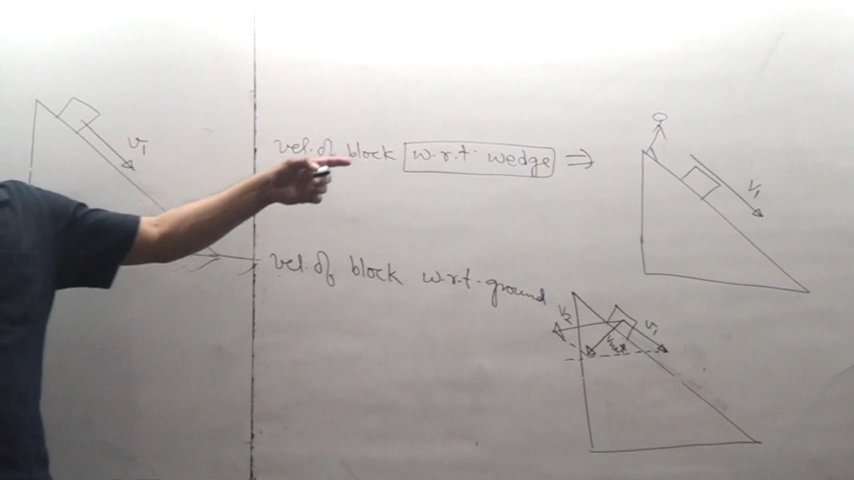 v₁
vel. of block w.r.t. wedge ⇒
v₁
vel. of block w.r.t. ground
v₂
v₁